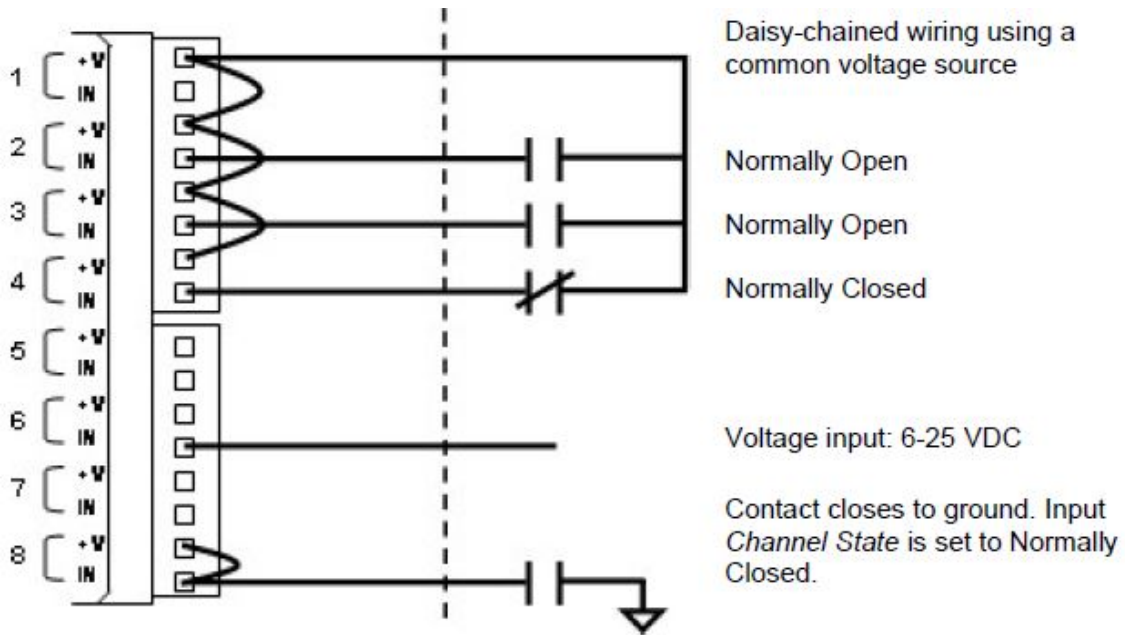 Daisy-chained wiring using a
common voltage source
1 +V
IN
2 +V
IN
Normally Open
3 +V
IN
Normally Open
4 +V
IN
Normally Closed
5 +V
IN
6 +V
IN
Voltage input: 6-25 VDC
7 +V
IN
Contact closes to ground. Input
Channel State is set to Normally
Closed.
8 +V
IN